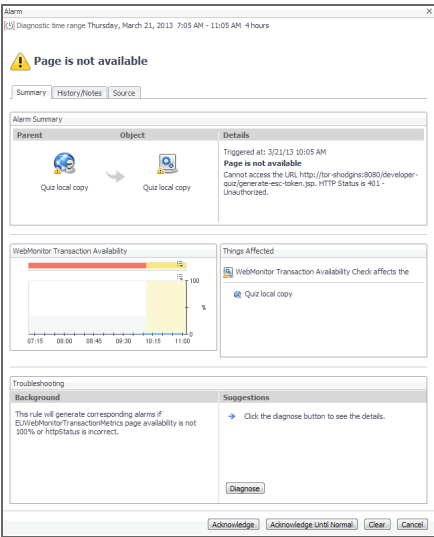 Alarm
Diagnostic time range Thursday, March 21, 2013 7:05 AM - 11:05 AM 4 hours
Page is not available
Summary History/Notes Source
Alarm Summary
Parent Object Details
Quiz local copy
Quiz local copy
Triggered at: 3/21/13 10:05 AM
Page is not available
Cannot access the URL http://tor-shodgins:8080/developer-
quiz/generate-esc-token.jsp. HTTP Status is 401 -
Unauthorized.
WebMonitor Transaction Availability
100
%
0
07:15 08:00 08:45 09:30 10:15 11:00
Things Affected
WebMonitor Transaction Availability Check affects the
Quiz local copy
Troubleshooting
Background
This rule will generate corresponding alarms if
EUWebMonitorTransactionMetrics page availability is not
100% or httpStatus is incorrect.
Suggestions
Click the diagnose button to see the details.
Diagnose
Acknowledge Acknowledge Until Normal Clear Cancel